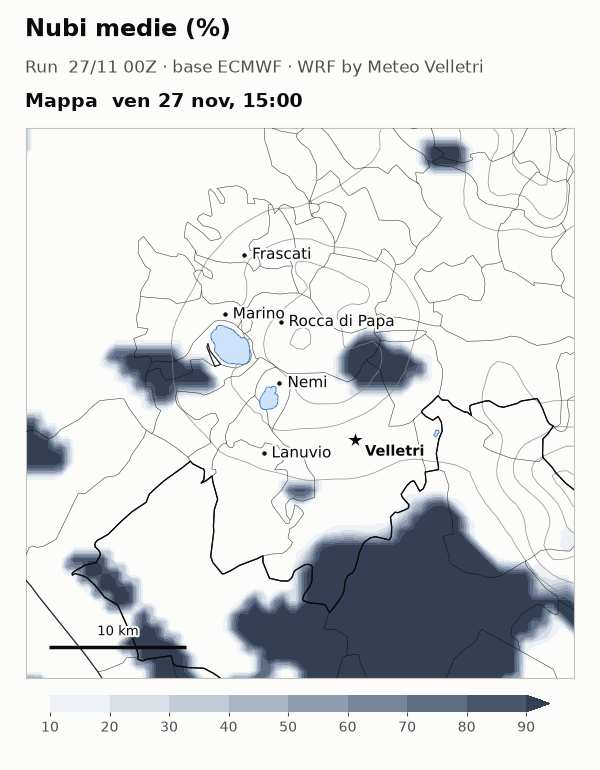 Nubi medie (%)
Run  27/11 00Z · base ECMWF · WRF by Meteo Velletri
Mappa  ven 27 nov, 15:00
Frascati
Marino
Rocca di Papa
Nemi
Velletri
Lanuvio
10 km
10 20 30 40 50 60 70 80 90